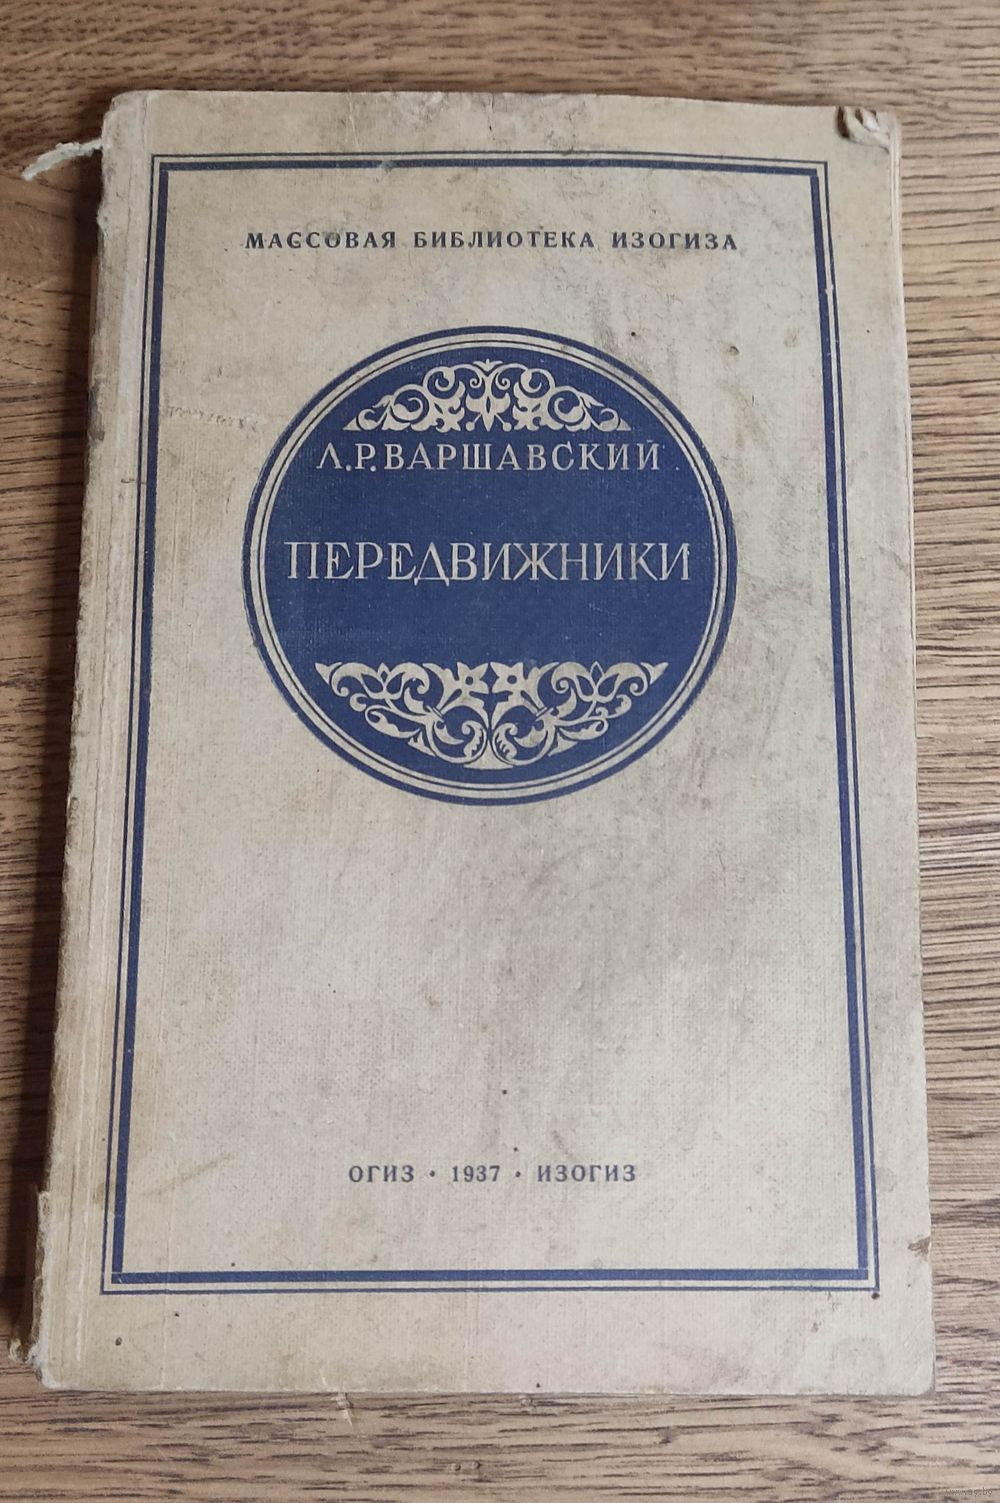 МАССОВАЯ БИБЛИОТЕКА ИЗОГИЗА
Л.Р.ВАРШАВСКИЙ
ПЕРЕДВИЖНИКИ
ОГИЗ • 1937 • ИЗОГИЗ